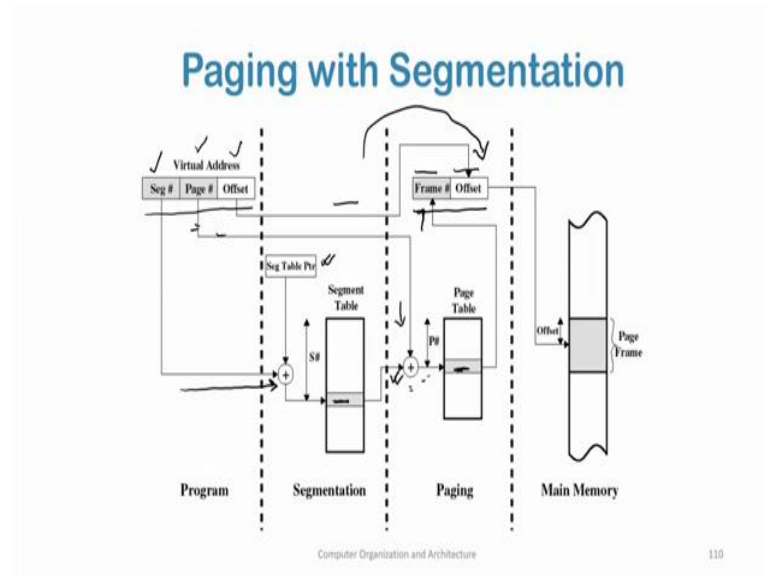 Paging with Segmentation
Virtual Address
Seg # Page # Offset
Frame # Offset
Seg Table Ptr
Segment
Table
Page
Table
S#
P#
Offset
Page
Frame
Program Segmentation Paging Main Memory
Computer Organization and Architecture 110